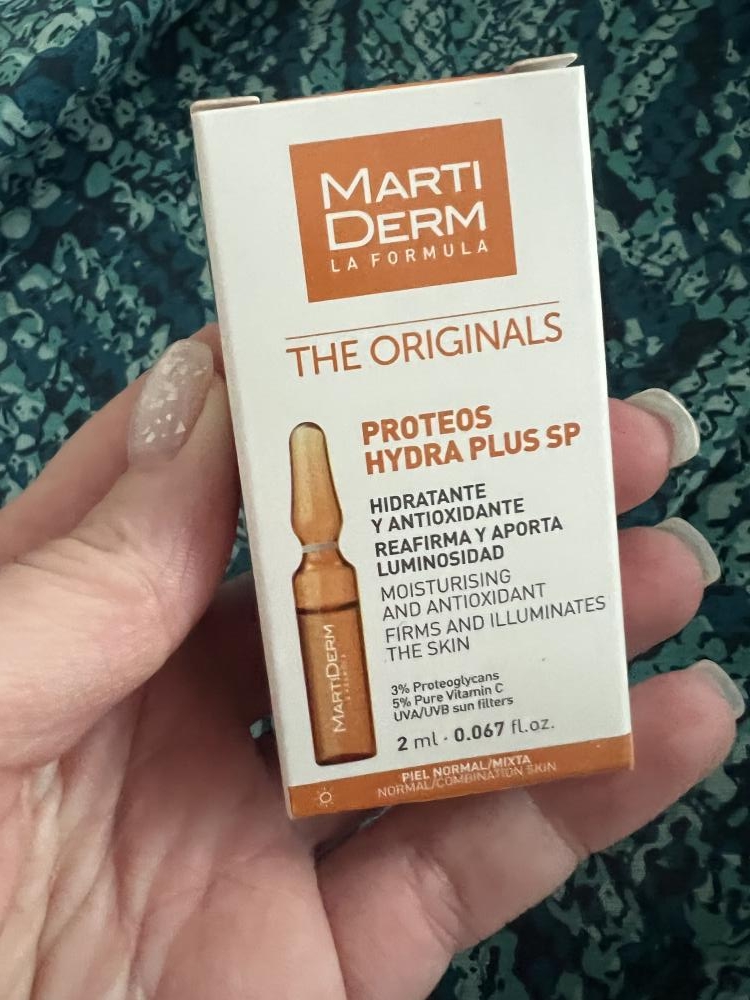 MARTI
DERM
LA FORMULA
THE ORIGINALS
PROTEOS
HYDRA PLUS SP
HIDRATANTE
Y ANTIOXIDANTE
REAFIRMA Y APORTA
LUMINOSIDAD
MOISTURISING
AND ANTIOXIDANT
FIRMS AND ILLUMINATES
THE SKIN
3% Proteoglycans
5% Pure Vitamin C
UVA/UVB sun filters
2 ml · 0.067 fl.oz.
PIEL NORMAL/MIXTA
NORMAL/COMBINATION SKIN
MARTIDERM